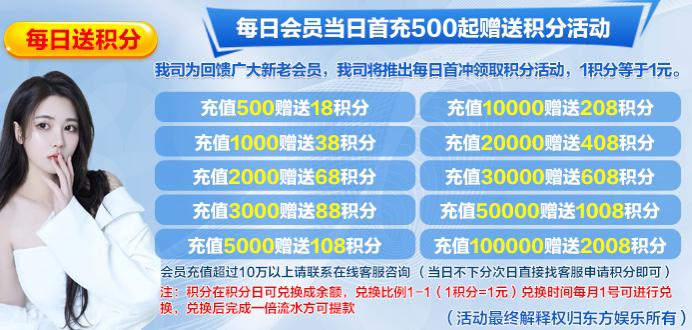 每日送积分
每日会员当日首充500起赠送积分活动
我司为回馈广大新老会员，我司将推出每日首冲领取积分活动，1积分等于1元。
充值500赠送18积分
充值10000赠送208积分
充值1000赠送38积分
充值20000赠送408积分
充值2000赠送68积分
充值30000赠送608积分
充值3000赠送88积分
充值50000赠送1008积分
充值5000赠送108积分
充值100000赠送2008积分
会员充值超过10万以上请联系在线客服咨询（当日不下分次日直接找客服申请积分即可）
注：积分在积分日可兑换成余额，兑换比例1-1（1积分=1元）兑换时间每月1号可进行兑
换，兑换后完成一倍流水方可提款
（活动最终解释权归东方娱乐所有）